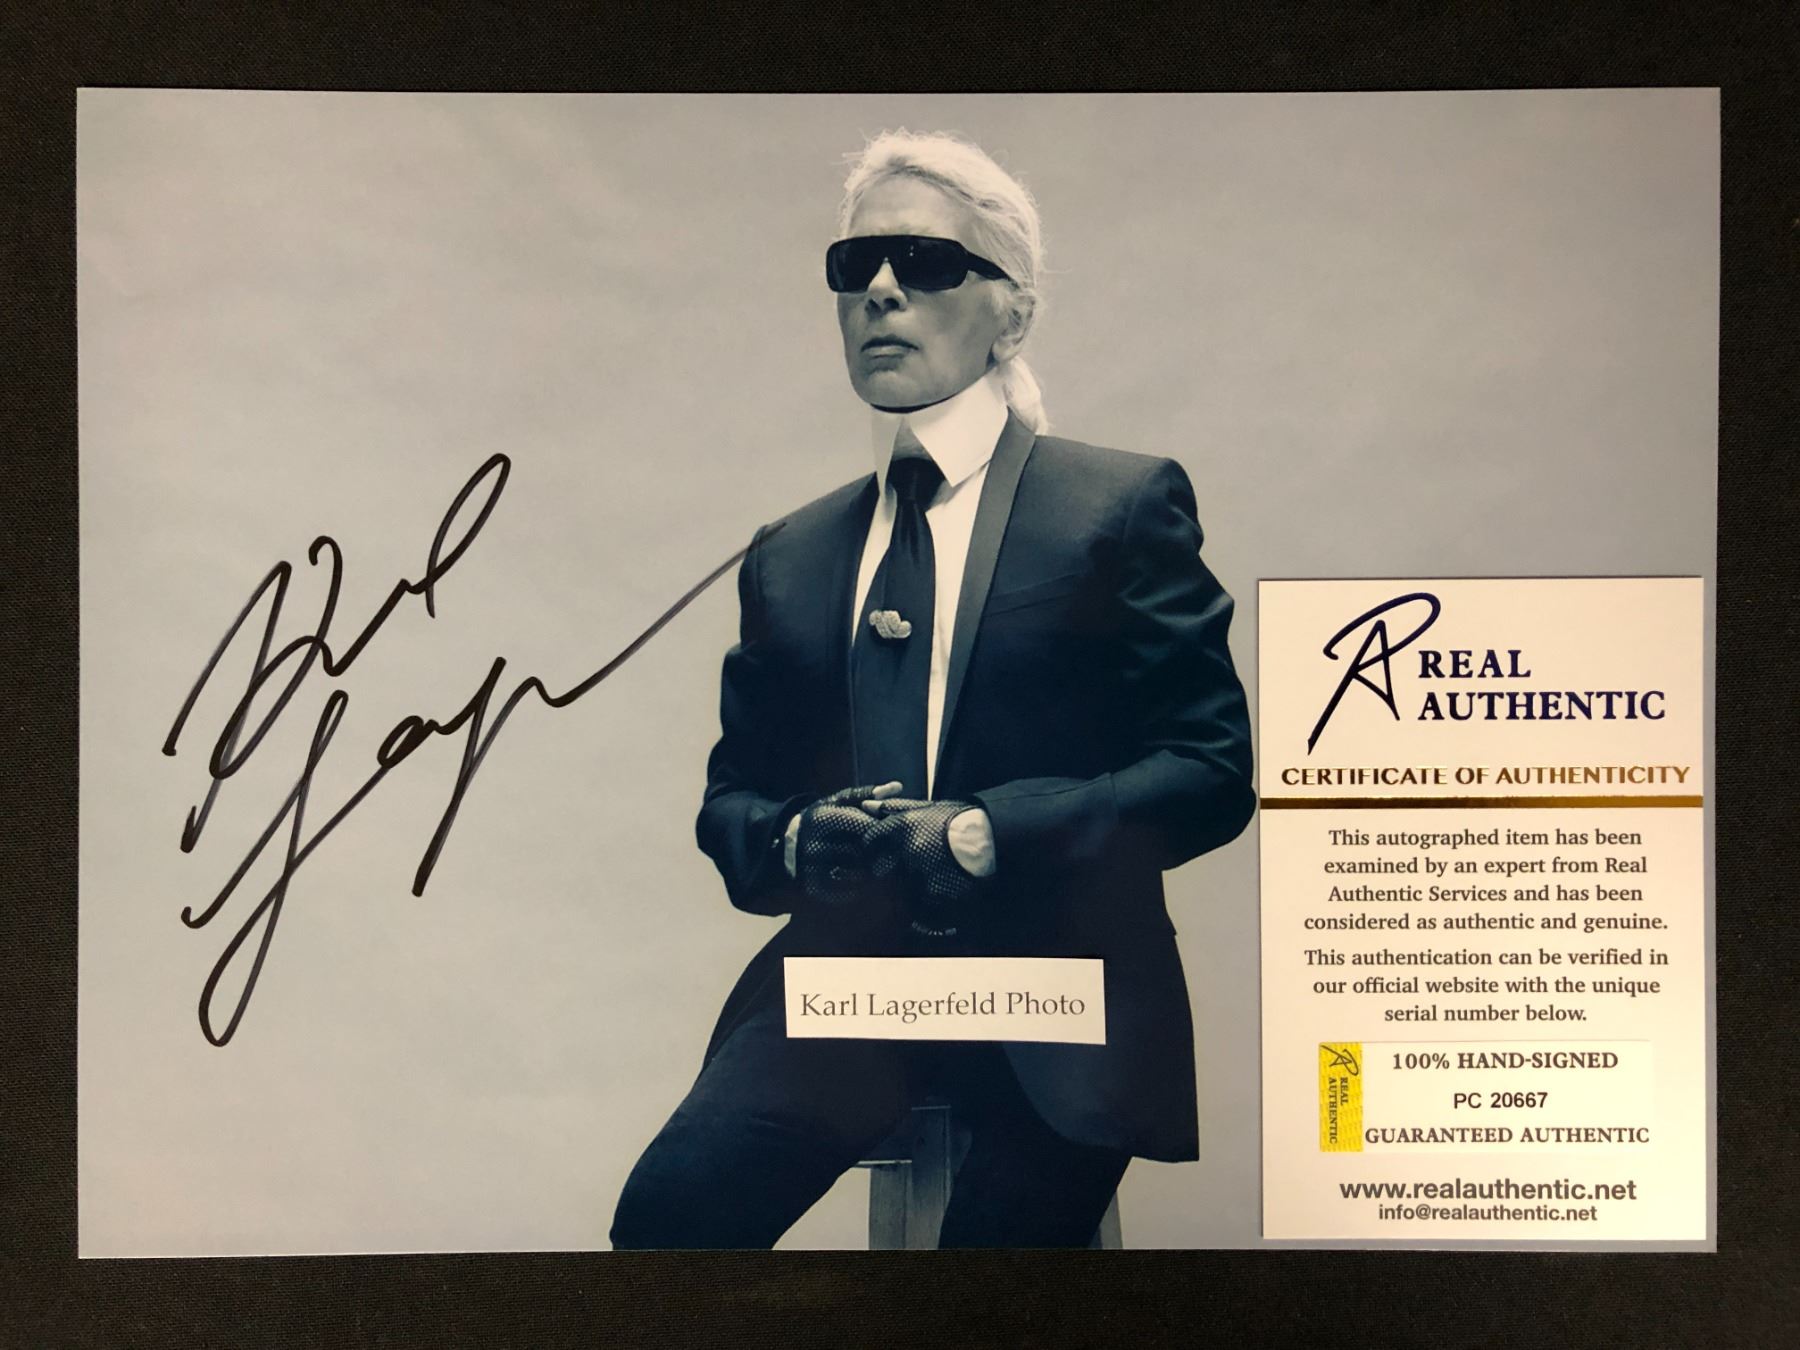 Karl Lagerfeld Photo
REAL
AUTHENTIC
CERTIFICATE OF AUTHENTICITY
This autographed item has been
examined by an expert from Real
Authentic Services and has been
considered as authentic and genuine.
This authentication can be verified in
our official website with the unique
serial number below.
REAL AUTHENTIC
100% HAND-SIGNED
PC 20667
GUARANTEED AUTHENTIC
www.realauthentic.net
info@realauthentic.net